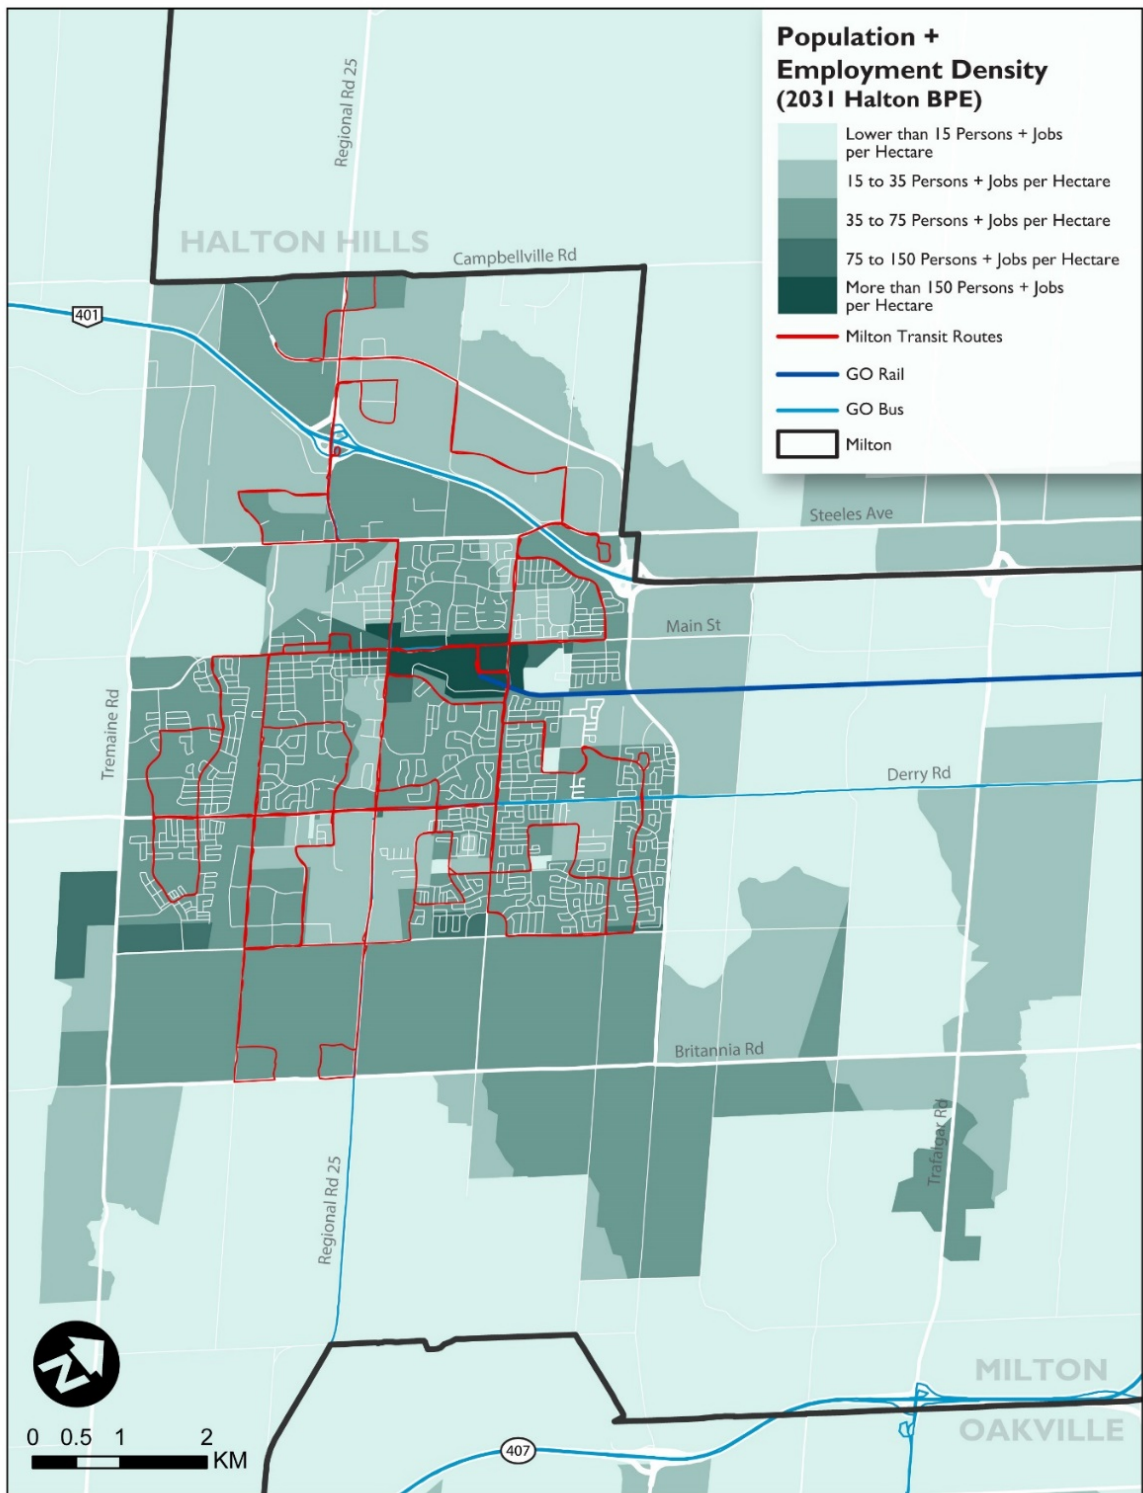 Population +
Employment Density
(2031 Halton BPE)
Lower than 15 Persons + Jobs
per Hectare
15 to 35 Persons + Jobs per Hectare
35 to 75 Persons + Jobs per Hectare
75 to 150 Persons + Jobs per Hectare
More than 150 Persons + Jobs
per Hectare
Milton Transit Routes
GO Rail
GO Bus
Milton
Regional Rd 25
HALTON HILLS
Campbellville Rd
401
Steeles Ave
Main St
Tremaine Rd
Derry Rd
Britannia Rd
Trafalgar Rd
Regional Rd 25
N
MILTON
OAKVILLE
0 0.5 1 2
KM
407